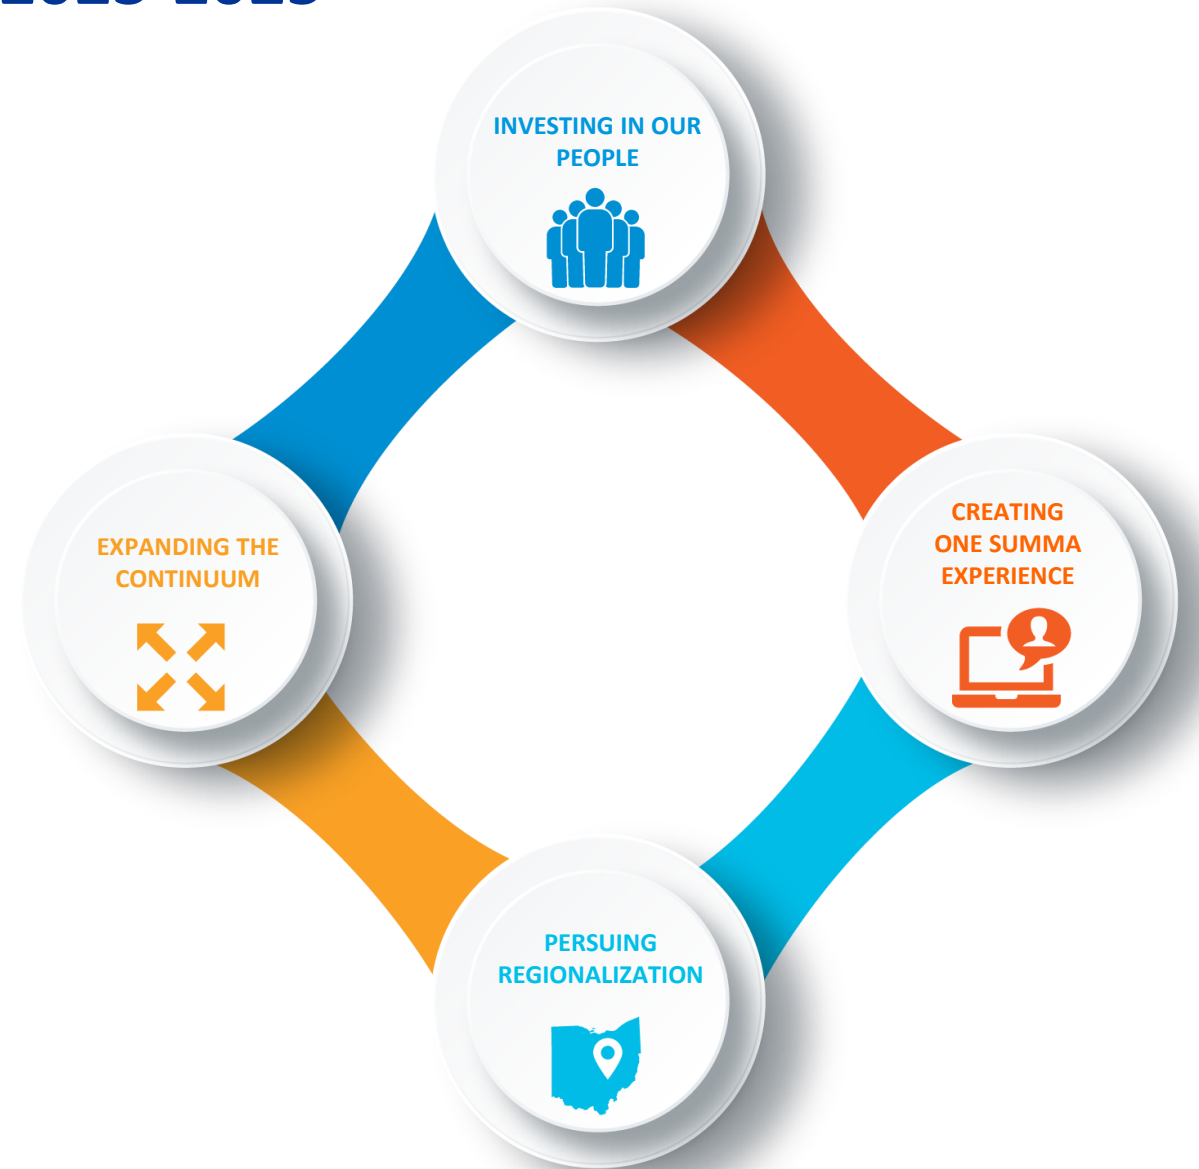 INVESTING IN OUR
PEOPLE
EXPANDING THE
CONTINUUM
CREATING
ONE SUMMA
EXPERIENCE
PERSUING
REGIONALIZATION